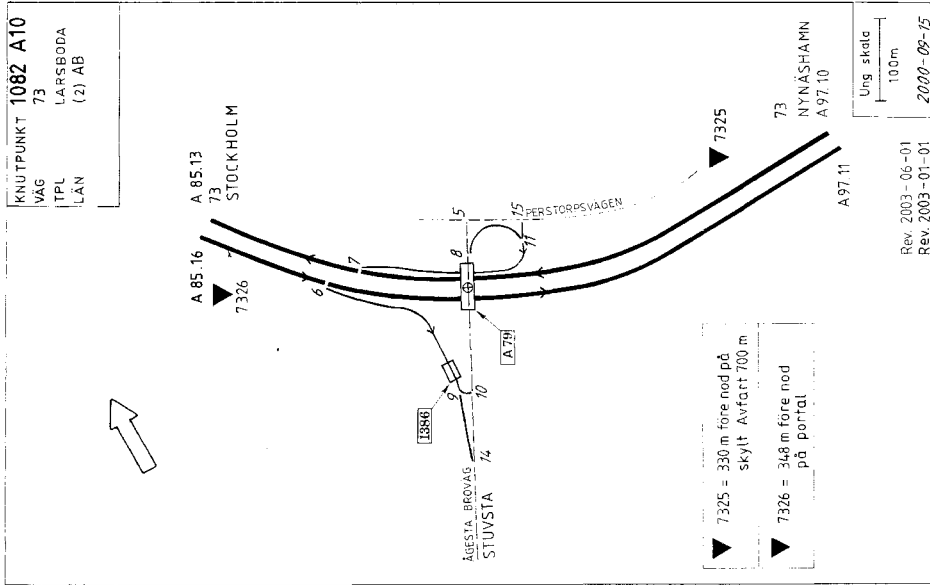 KNUTPUNKT 1082 A10
VÄG 73
TPL LARSBODA
LÄN (2) AB
A 85.13
73
STOCKHOLM
A 85.16
7326
6
7
5
8
15
11
PERSTORPSVÄGEN
7325
A 79
1386
9
10
14
ÅGESTA BROVÄG
STUVSTA
73
NYNÄSHAMN
A 97.10
A 97.11
7325 = 330 m före nod på
skylt Avfart 700 m
7326 = 348 m före nod
på portal
Ung skala
100m
2000-09-15
Rev. 2003-06-01
Rev. 2003-01-01